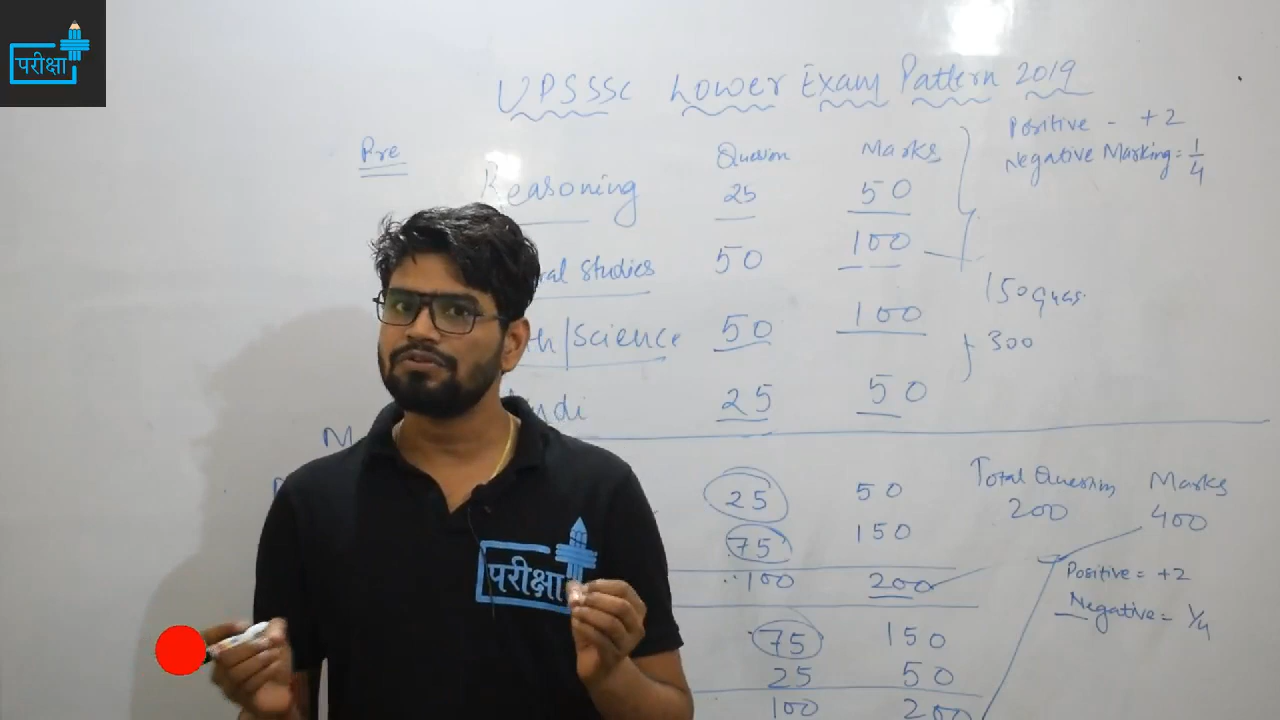 परीक्षा
UPSSSC Lower Exam Pattern 2019
Pre Question Marks
Positive - +2
Negative Marking = 1/4
Reasoning 25 50
Studies 50 100
150 Ques
Science 50 100
300
25 50
25 50
Total Question Marks
200 400
75 150
100 200
Positive = +2
Negative = 1/4
परीक्षा
75 150
25 50
100 200